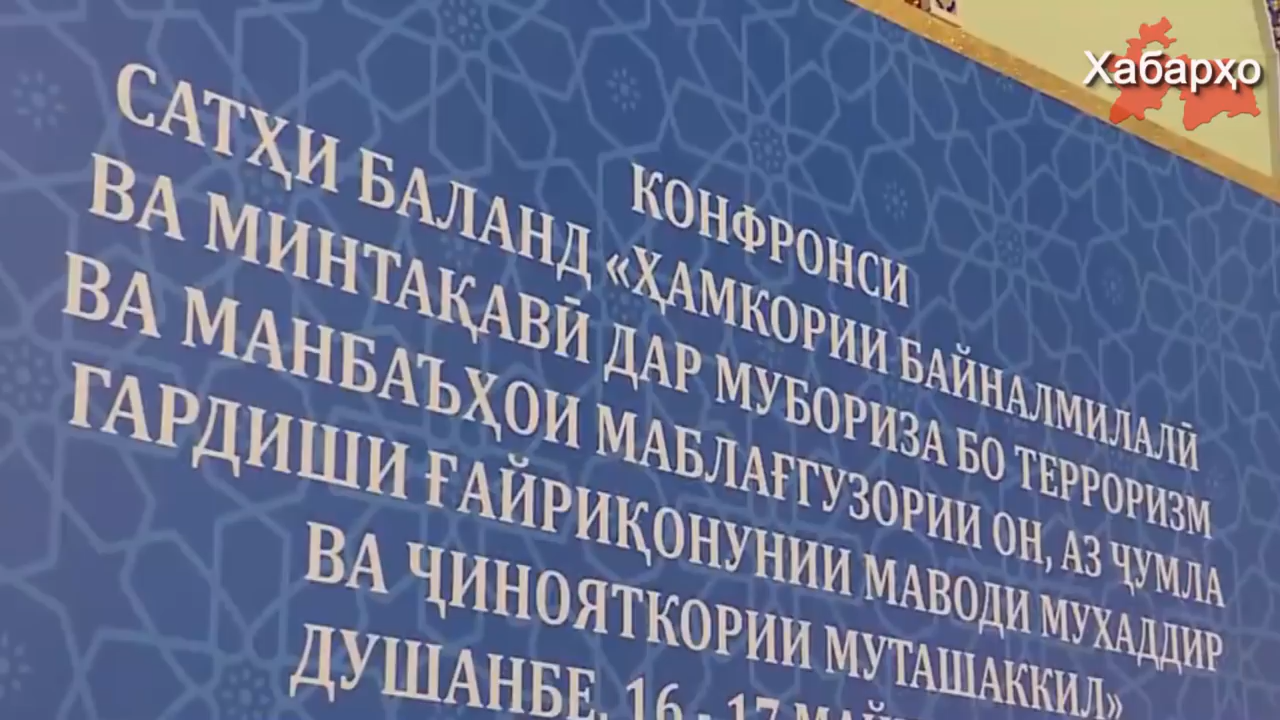 Хабарҳо
КОНФРОНСИ
САТҲИ БАЛАНД «ҲАМКОРИИ БАЙНАЛМИЛАЛӢ
ВА МИНТАҚАВӢ ДАР МУБОРИЗА БО ТЕРРОРИЗМ
ВА МАНБАЪҲОИ МАБЛАҒГУЗОРИИ ОН, АЗ ҶУМЛА
ГАРДИШИ ҒАЙРИҚОНУНИИ МАВОДИ МУХАДДИР
ВА ҶИНОЯТКОРИИ МУТАШАККИЛ»
ДУШАНБЕ, 16 - 17